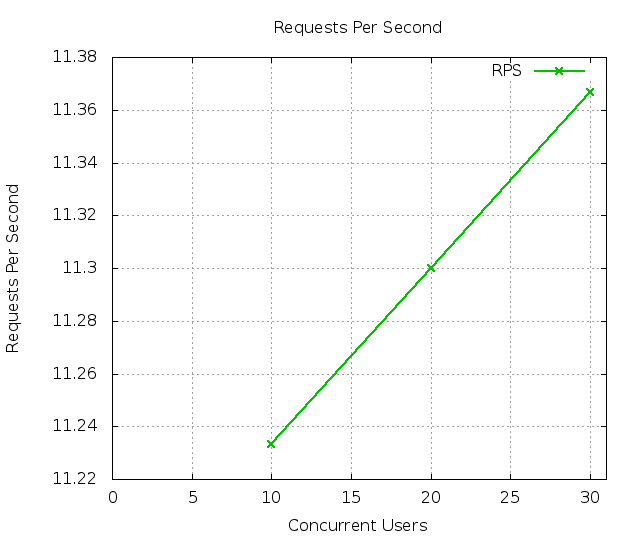 Requests Per Second
RPS
11.38
11.36
11.34
11.32
11.3
11.28
11.26
11.24
11.22
Requests Per Second
0 5 10 15 20 25 30
Concurrent Users